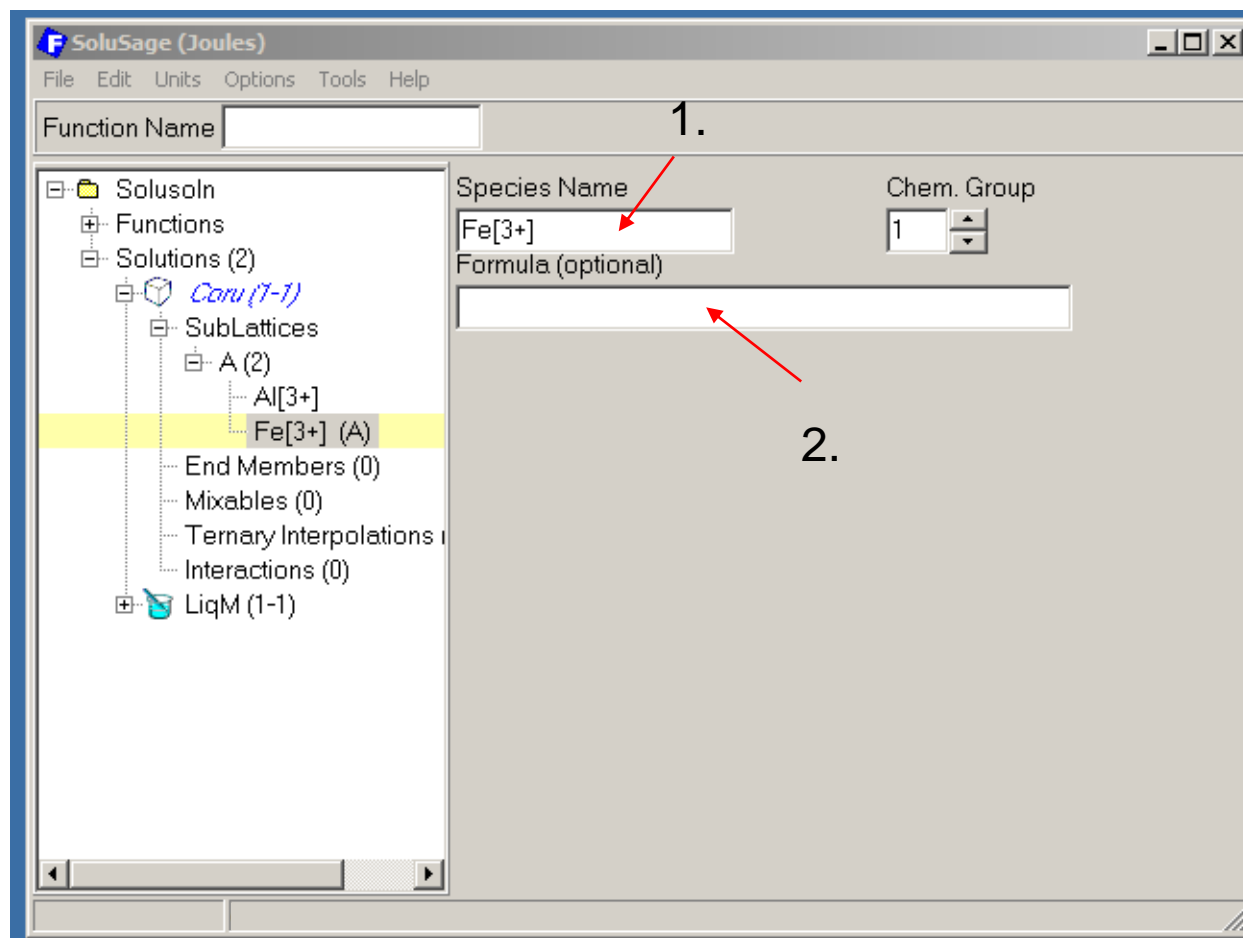 SoluSage (Joules)
File Edit Units Options Tools Help
Function Name
1.
Solusoln
Functions
Solutions (2)
Coru (1-1)
SubLattices
A (2)
Al[3+]
Fe[3+] (A)
End Members (0)
Mixables (0)
Ternary Interpolations
Interactions (0)
LiqM (1-1)
Species Name
Chem. Group
Fe[3+]
1
Formula (optional)
2.